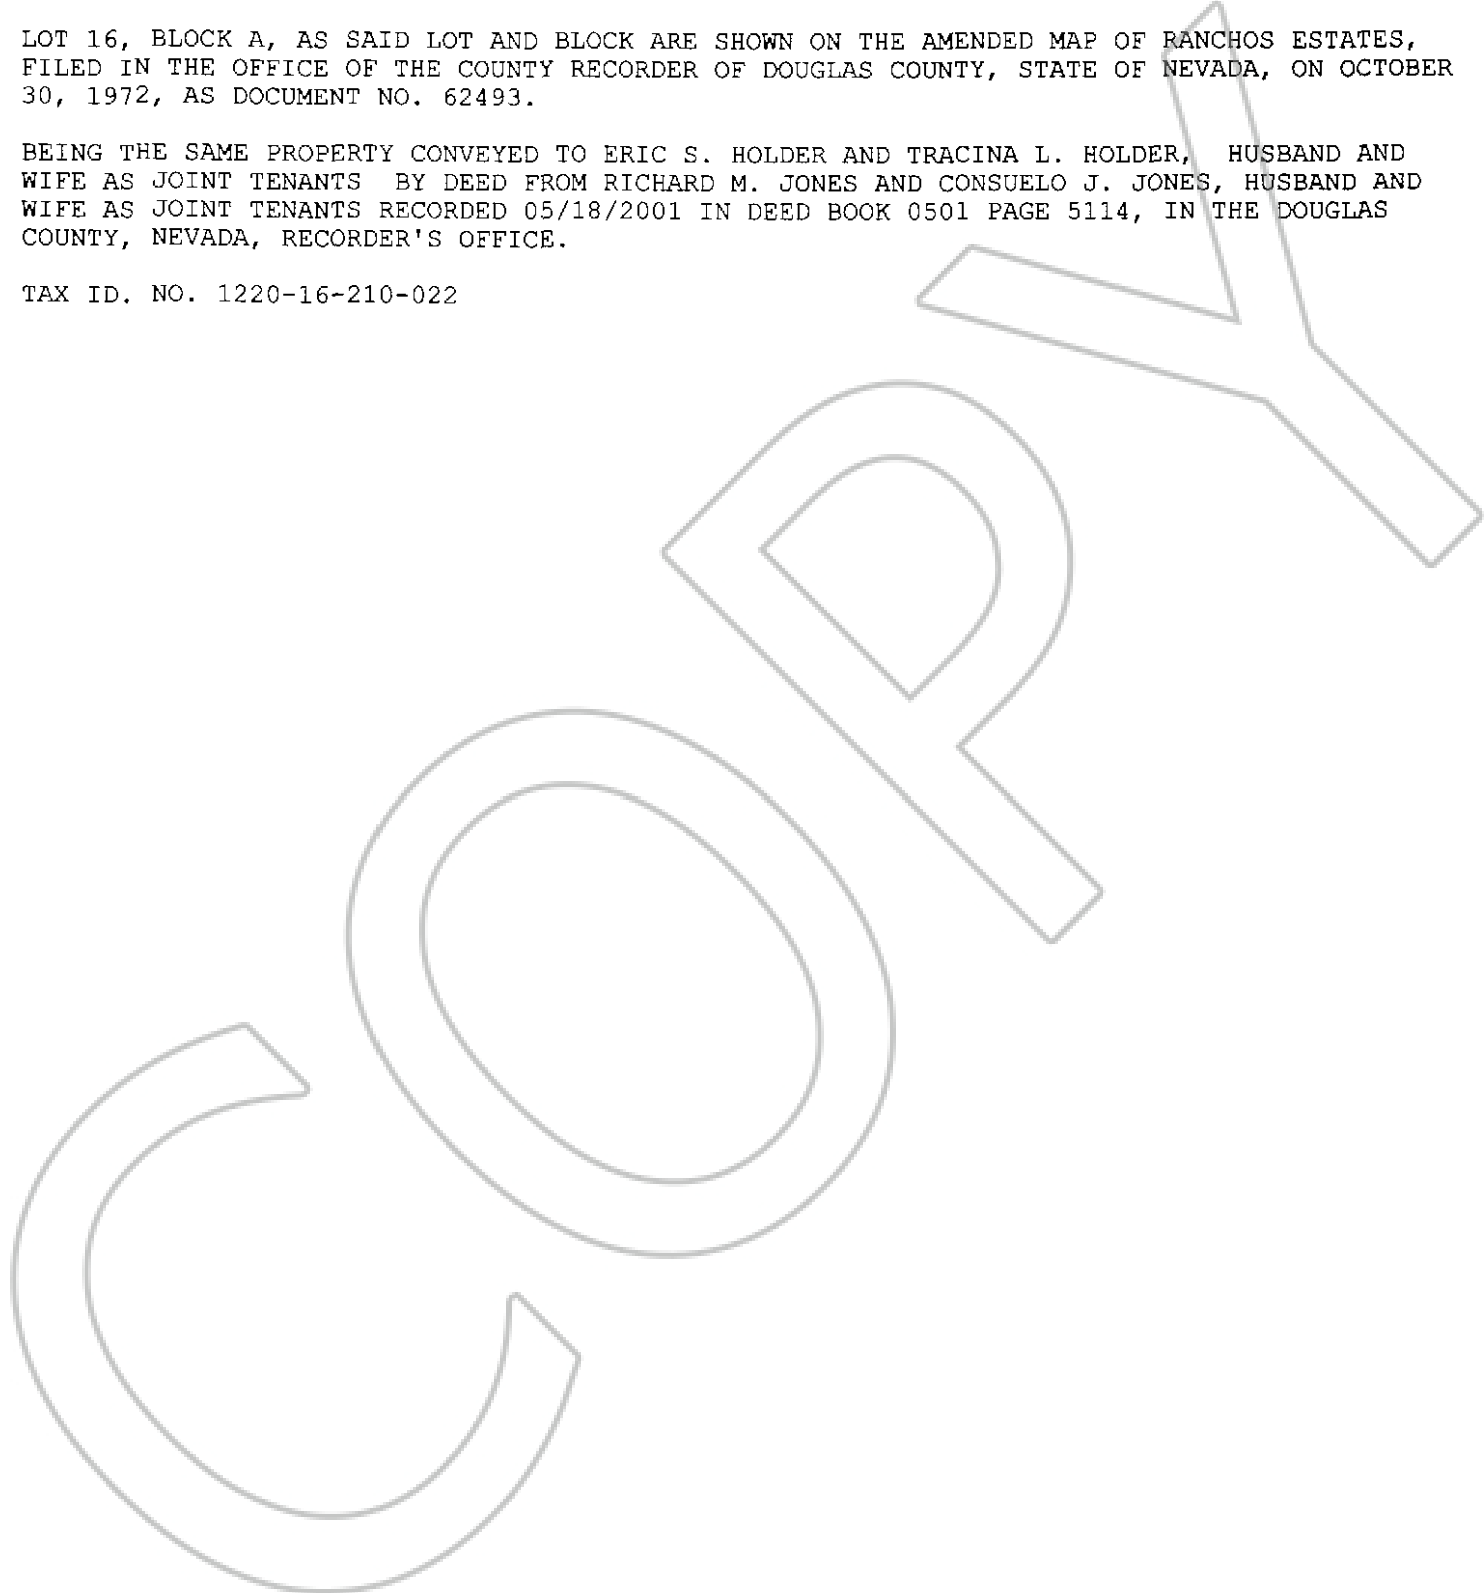 LOT 16, BLOCK A, AS SAID LOT AND BLOCK ARE SHOWN ON THE AMENDED MAP OF RANCHOS ESTATES,
FILED IN THE OFFICE OF THE COUNTY RECORDER OF DOUGLAS COUNTY, STATE OF NEVADA, ON OCTOBER
30, 1972, AS DOCUMENT NO. 62493.
BEING THE SAME PROPERTY CONVEYED TO ERIC S. HOLDER AND TRACINA L. HOLDER, HUSBAND AND
WIFE AS JOINT TENANTS BY DEED FROM RICHARD M. JONES AND CONSUELO J. JONES, HUSBAND AND
WIFE AS JOINT TENANTS RECORDED 05/18/2001 IN DEED BOOK 0501 PAGE 5114, IN THE DOUGLAS
COUNTY, NEVADA, RECORDER'S OFFICE.
TAX ID. NO. 1220-16-210-022
COPY